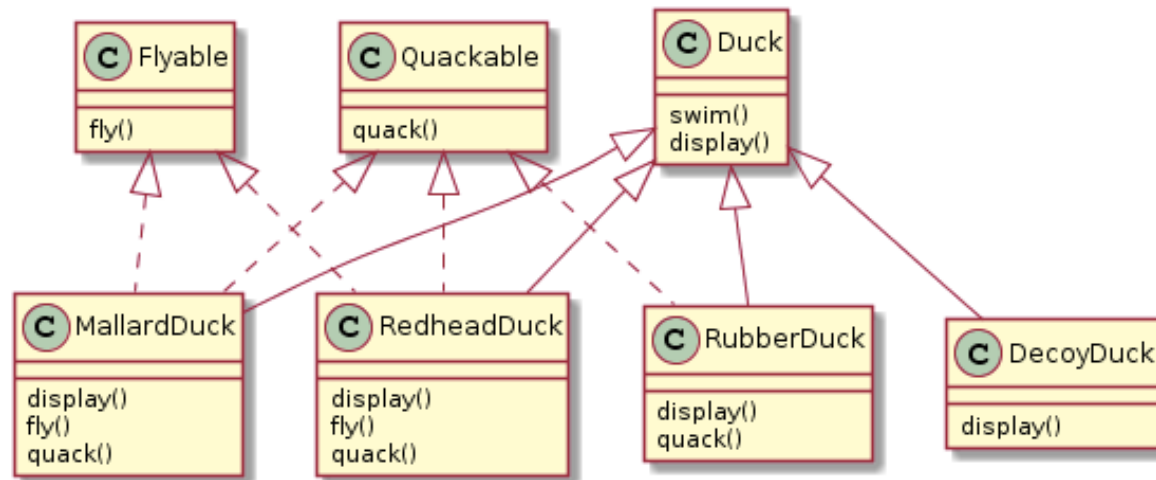 C Flyable
fly()
C Quackable
quack()
C Duck
swim()
display()
C MallardDuck
display()
fly()
quack()
C RedheadDuck
display()
fly()
quack()
C RubberDuck
display()
quack()
C DecoyDuck
display()